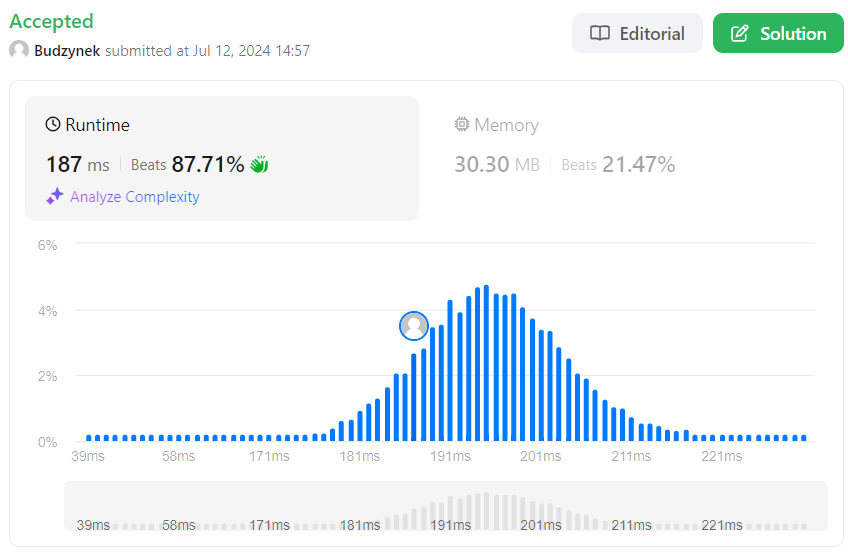 Accepted
Editorial
Solution
Budzynek submitted at Jul 12, 2024 14:57
Runtime
187 ms | Beats 87.71%
Analyze Complexity
Memory
30.30 MB | Beats 21.47%
6%
4%
2%
0%
39ms 58ms 171ms 181ms 191ms 201ms 211ms 221ms
39ms 58ms 171ms 181ms 191ms 201ms 211ms 221ms